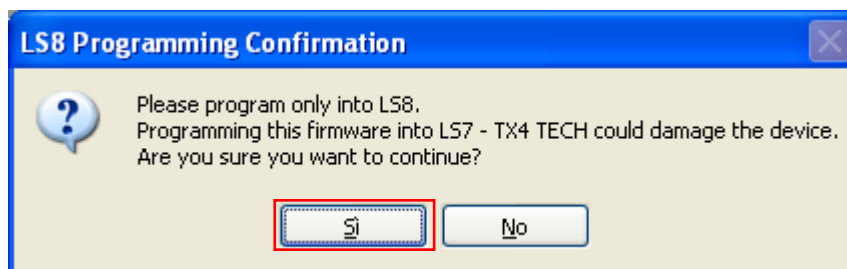 LS8 Programming Confirmation
Please program only into LS8.
Programming this firmware into LS7 - TX4 TECH could damage the device.
Are you sure you want to continue?
Sì
No